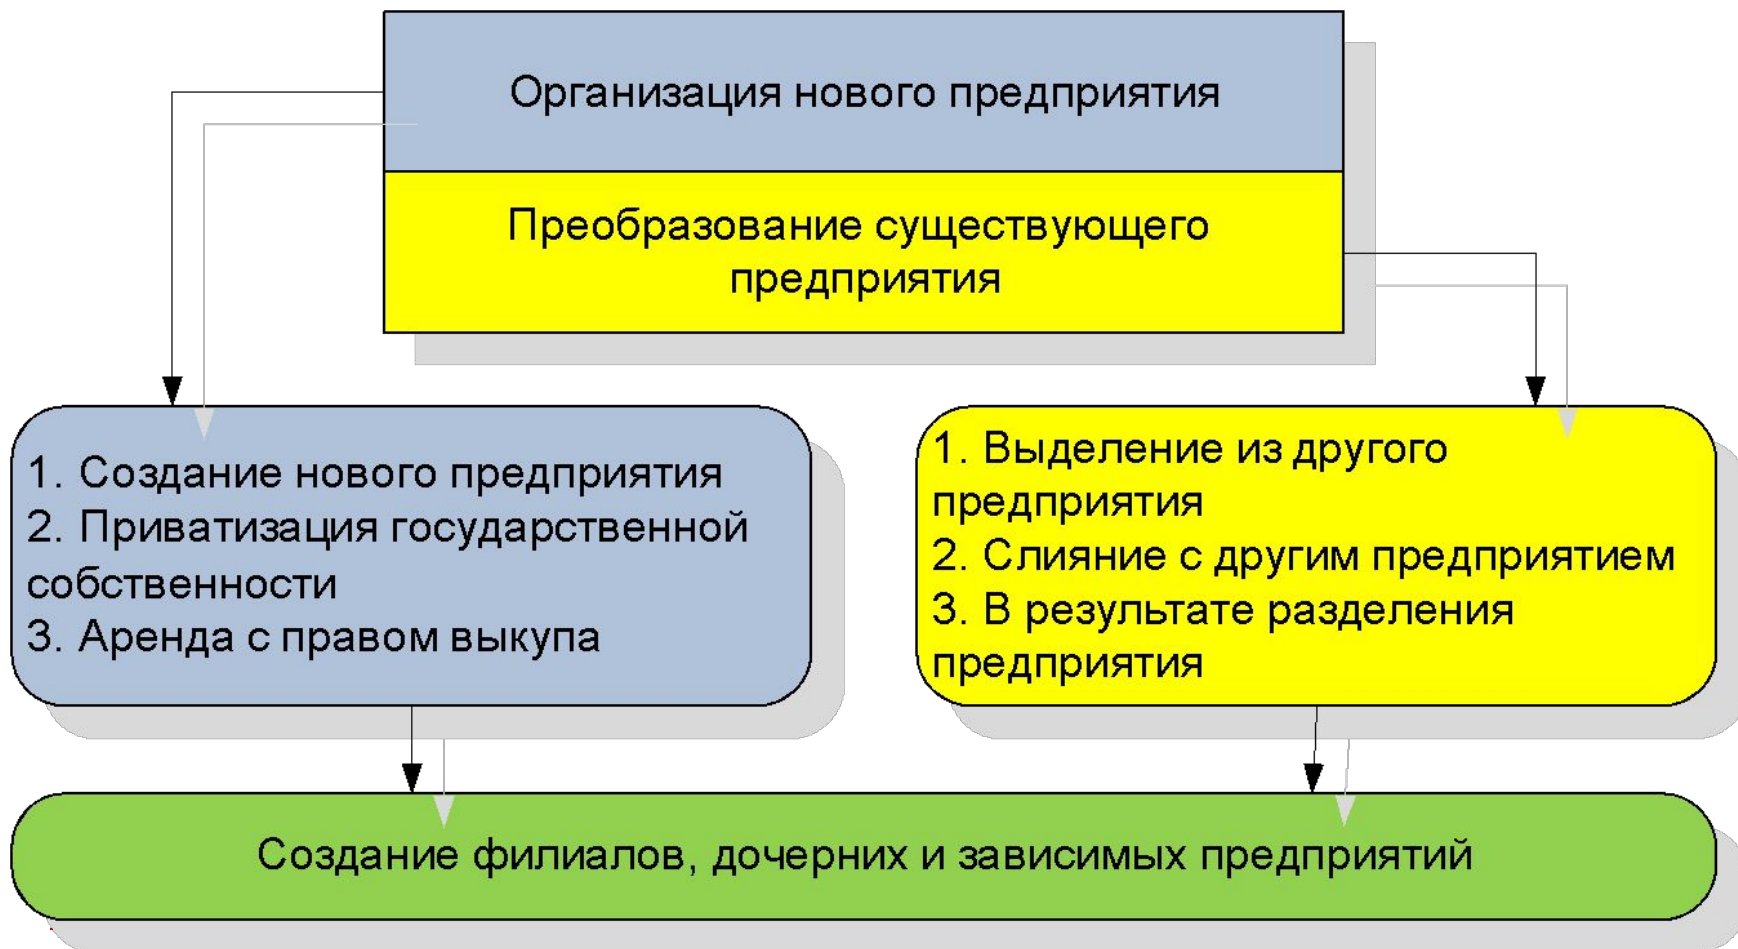 Организация нового предприятия
Преобразование существующего
предприятия
1. Создание нового предприятия
2. Приватизация государственной
собственности
3. Аренда с правом выкупа
1. Выделение из другого
предприятия
2. Слияние с другим предприятием
3. В результате разделения
предприятия
Создание филиалов, дочерних и зависимых предприятий